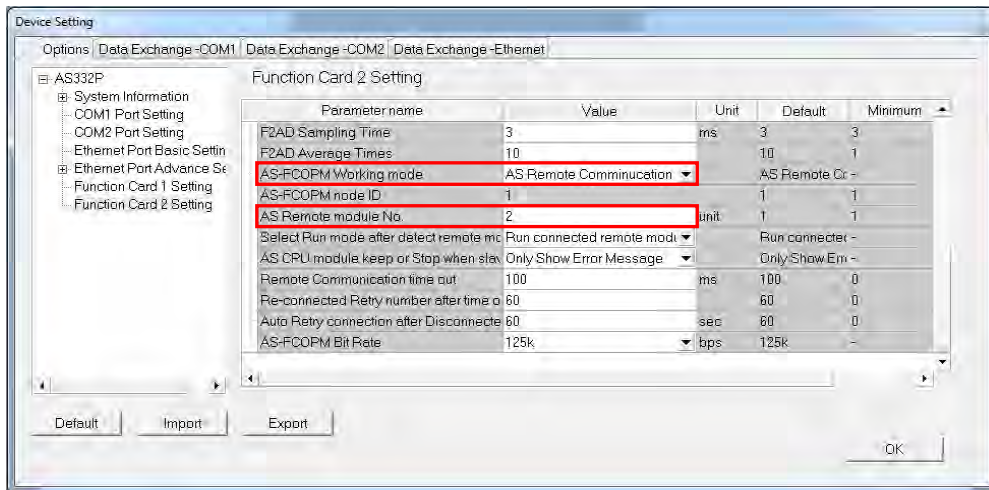 Device Setting
Options Data Exchange -COM1 Data Exchange -COM2 Data Exchange -Ethernet
AS332P
System Information
COM1 Port Setting
COM2 Port Setting
Ethernet Port Basic Settin
Ethernet Port Advance Se
Function Card 1 Setting
Function Card 2 Setting
Function Card 2 Setting
Parameter name Value Unit Default Minimum
F2AD Sampling Time 3 ms 3 3
F2AD Average Times 10 10 1
AS-FCOPM Working mode AS Remote Comminucation AS Remote Cc -
AS-FCOPM node ID 1 1 1
AS Remote module No. 2 unit 1 1
Select Run mode after detect remote mc Run connected remote modu Run connectec -
AS CPU module keep or Stop when slav Only Show Error Message Only Show Erro -
Remote Communication time out 100 ms 100 0
Re-connected Retry number after time o 60 60 0
Auto Retry connection after Disconnecte 60 sec 60 0
AS-FCOPM Bit Rate 125k bps 125k -
Default Import Export
OK